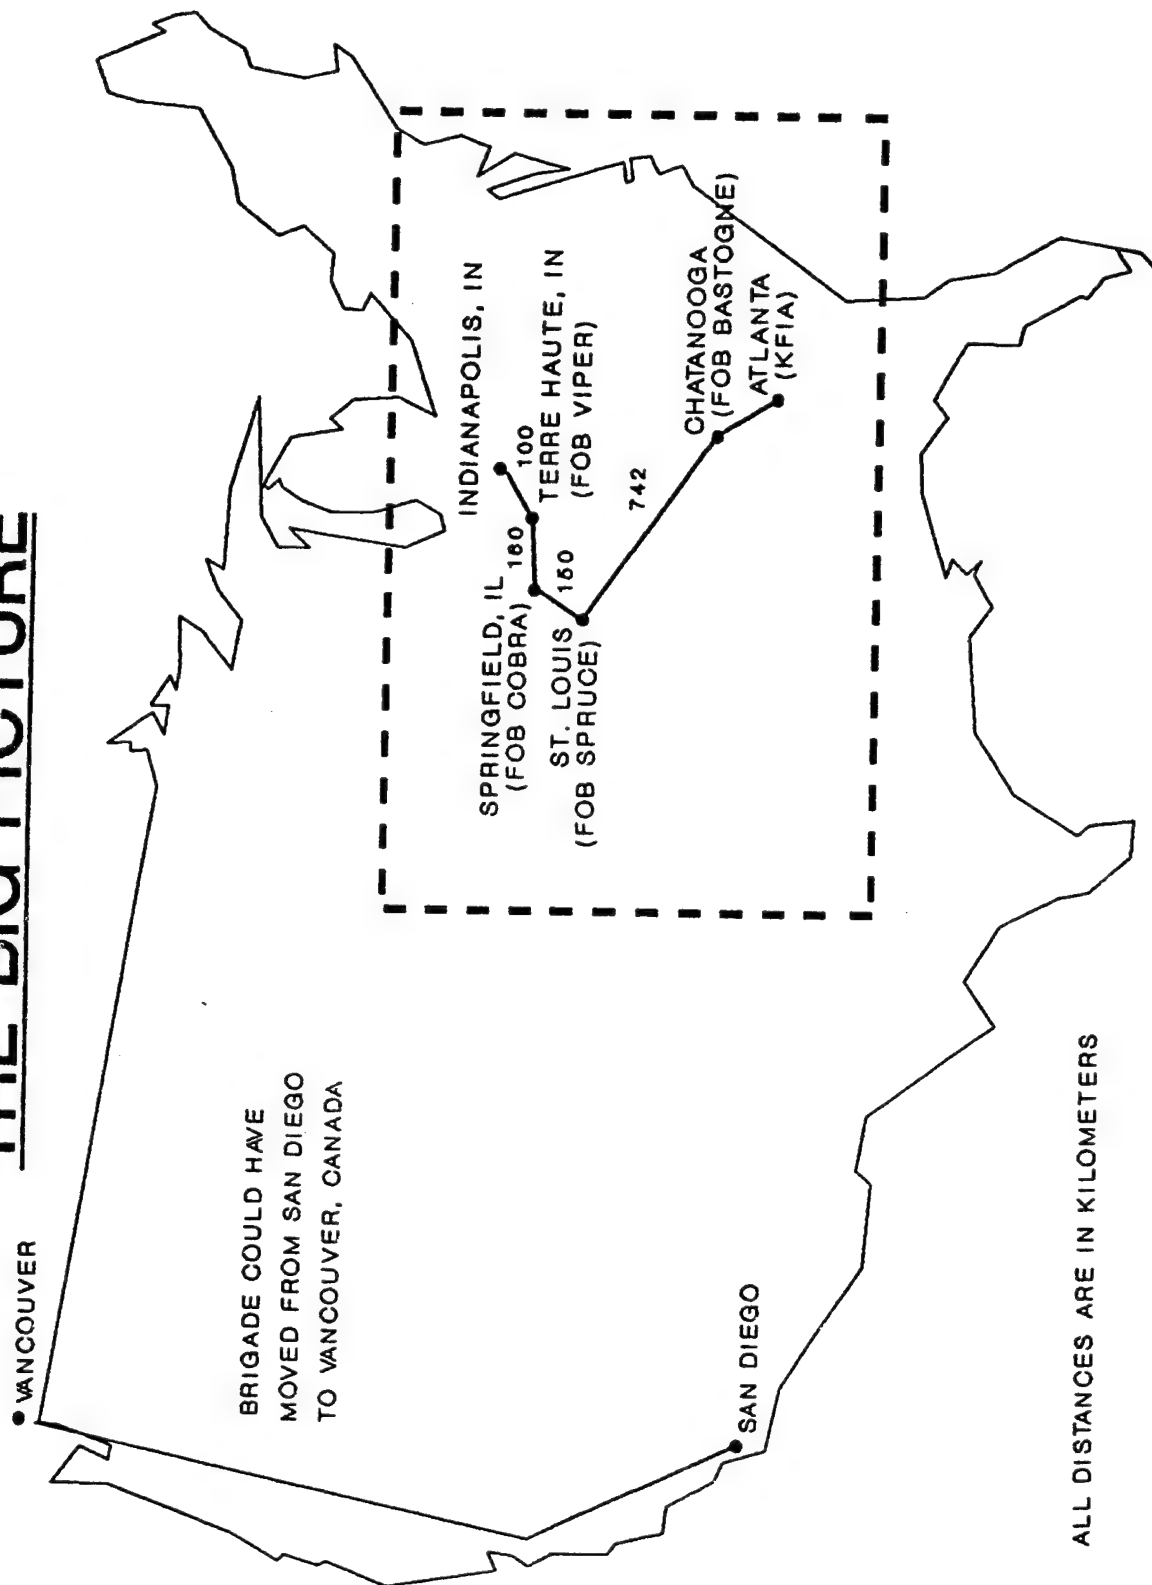 THE BIG PICTURE
VANCOUVER
BRIGADE COULD HAVE
MOVED FROM SAN DIEGO
TO VANCOUVER, CANADA
INDIANAPOLIS, IN
100
TERRE HAUTE, IN
(FOB VIPER)
SPRINGFIELD, IL
(FOB COBRA)
180
150
ST. LOUIS
(FOB SPRUCE)
742
CHATANOOGA
(FOB BASTOGNE)
ATLANTA
(KFIA)
SAN DIEGO
ALL DISTANCES ARE IN KILOMETERS